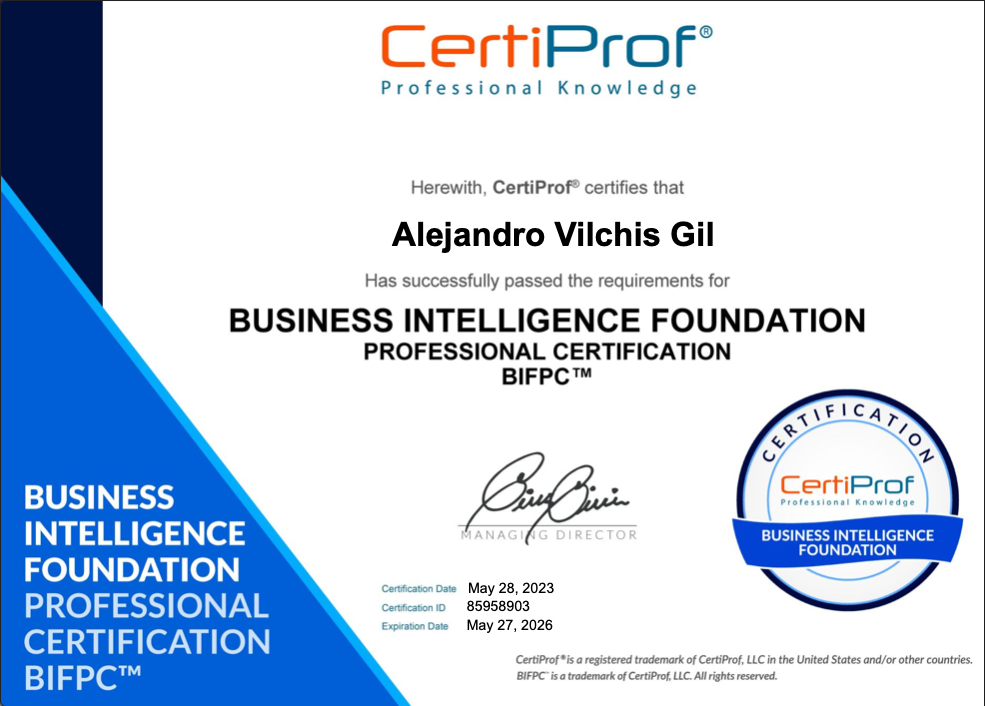 CertiProf®
Professional Knowledge
Herewith, CertiProf® certifies that
Alejandro Vilchis Gil
Has successfully passed the requirements for
BUSINESS INTELLIGENCE FOUNDATION
PROFESSIONAL CERTIFICATION
BIFPC™
BUSINESS
INTELLIGENCE
FOUNDATION
PROFESSIONAL
CERTIFICATION
BIFPC™
MANAGING DIRECTOR
CERTIFICATION
CertiProf
Professional Knowledge
BUSINESS INTELLIGENCE
FOUNDATION
Certification Date May 28, 2023
Certification ID 85958903
Expiration Date May 27, 2026
CertiProf® is a registered trademark of CertiProf, LLC in the United States and/or other countries.
BIFPC™ is a trademark of CertiProf, LLC. All rights reserved.